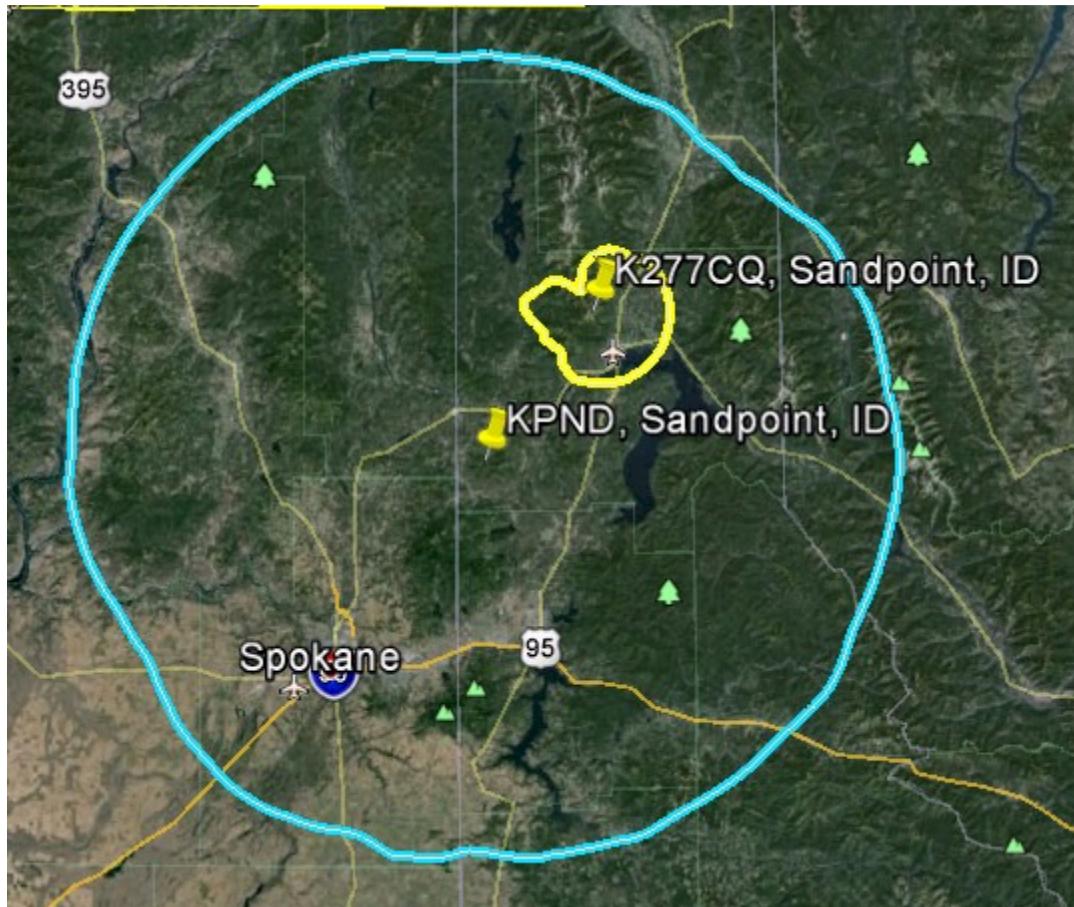 395
K277CQ, Sandpoint, ID
KPND, Sandpoint, ID
95
Spokane